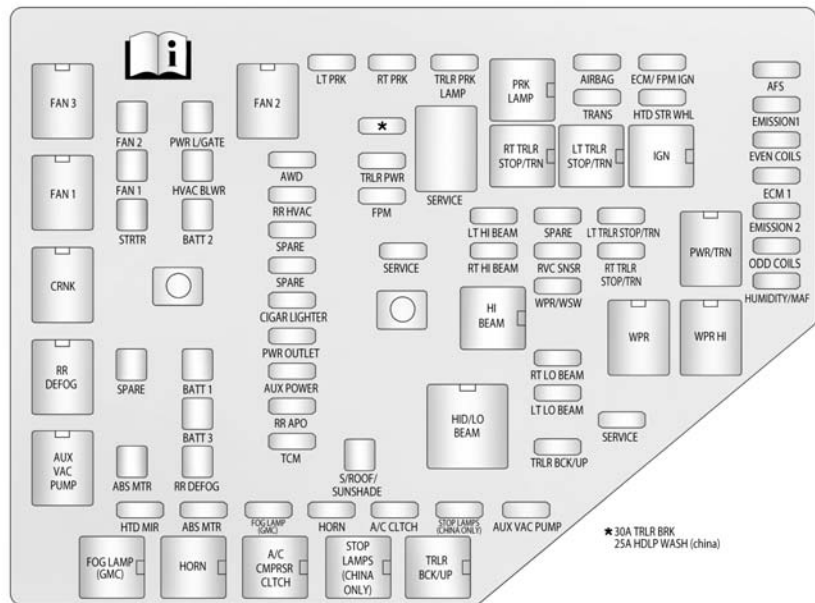 i
LT PRK
RT PRK
TRLR PRK
LAMP
AIRBAG
ECM/ FPM IGN
FAN 3
FAN 2
PRK
LAMP
AFS
TRANS
HTD STR WHL
FAN 2
PWR L/GATE
*
EMISSION1
AWD
TRLR PWR
SERVICE
RT TRLR
STOP/TRN
LT TRLR
STOP/TRN
IGN
EVEN COILS
FAN 1
FAN 1
HVAC BLWR
RR HVAC
FPM
ECM 1
STRTR
BATT 2
SPARE
LT HI BEAM
SPARE
LT TRLR STOP/TRN
EMISSION 2
SPARE
SERVICE
RT HI BEAM
RVC SNSR
RT TRLR
STOP/TRN
PWR/TRN
ODD COILS
CRNK
CIGAR LIGHTER
HI
BEAM
WPR/WSW
HUMIDITY/MAF
PWR OUTLET
WPR
WPR HI
RR
DEFOG
SPARE
BATT 1
AUX POWER
RT LO BEAM
RR APO
LT LO BEAM
BATT 3
HID/LO
BEAM
SERVICE
TCM
TRLR BCK/UP
AUX
VAC
PUMP
ABS MTR
RR DEFOG
S/ROOF/
SUNSHADE
HTD MIR
ABS MTR
FOG LAMP
(GMC)
HORN
A/C CLTCH
STOP LAMPS
(CHINA ONLY)
AUX VAC PUMP
FOG LAMP
(GMC)
HORN
A/C
CMPRSR
CLTCH
STOP
LAMPS
(CHINA
ONLY)
TRLR
BCK/UP
* 30A TRLR BRK
25A HDLP WASH (china)